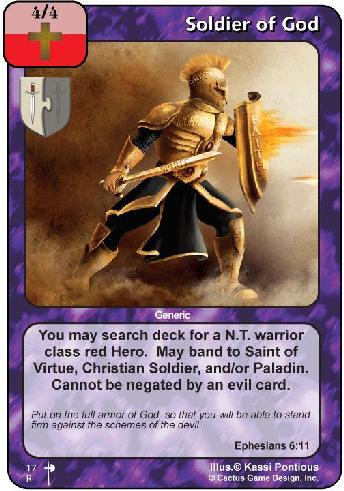 4/4
Soldier of God
SALVATION
FAITH
Generic
You may search deck for a N.T. warrior
class red Hero. May band to Saint of
Virtue, Christian Soldier, and/or Paladin.
Cannot be negated by an evil card.
Put on the full armor of God, so that you will be able to stand
firm against the schemes of the devil.
Ephesians 6:11
17
R
Illus.© Kassi Pontious
© Cactus Game Design, Inc.